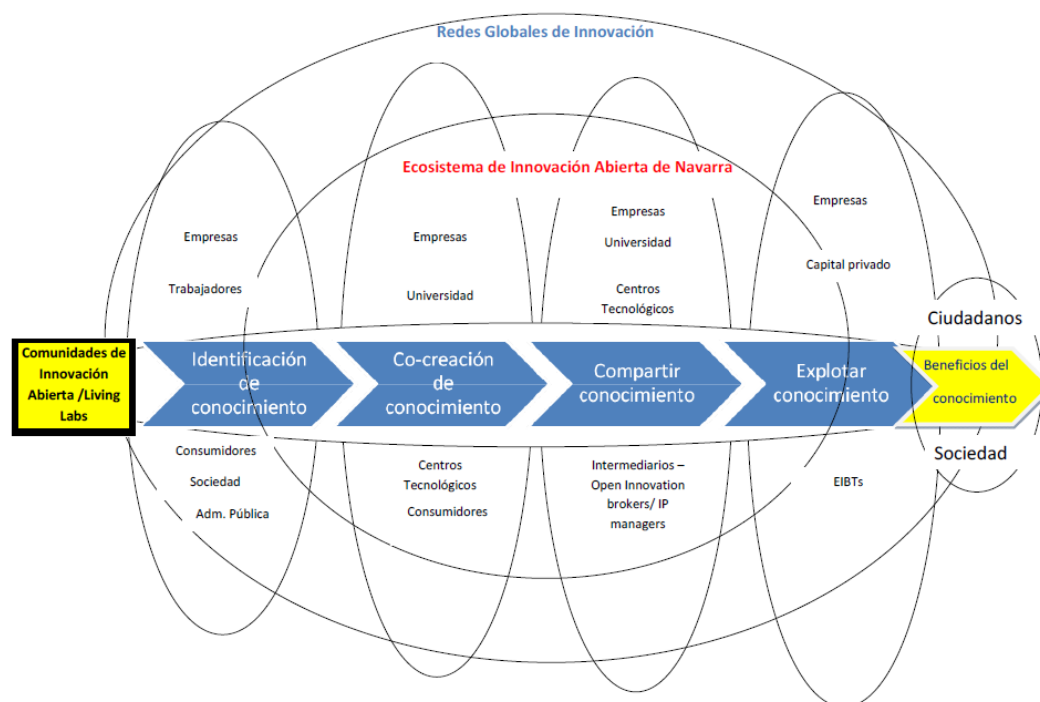 Redes Globales de Innovación
Ecosistema de Innovación Abierta de Navarra
Empresas
Trabajadores
Empresas
Universidad
Empresas
Universidad
Centros
Tecnológicos
Empresas
Capital privado
Ciudadanos
Comunidades de
Innovación
Abierta /Living
Labs
Identificación
de
conocimiento
Co-creación
de
conocimiento
Compartir
conocimiento
Explotar
conocimiento
Beneficios del
conocimiento
Consumidores
Sociedad
Adm. Pública
Centros
Tecnológicos
Consumidores
Intermediarios –
Open Innovation
brokers/ IP
managers
EIBTs
Sociedad